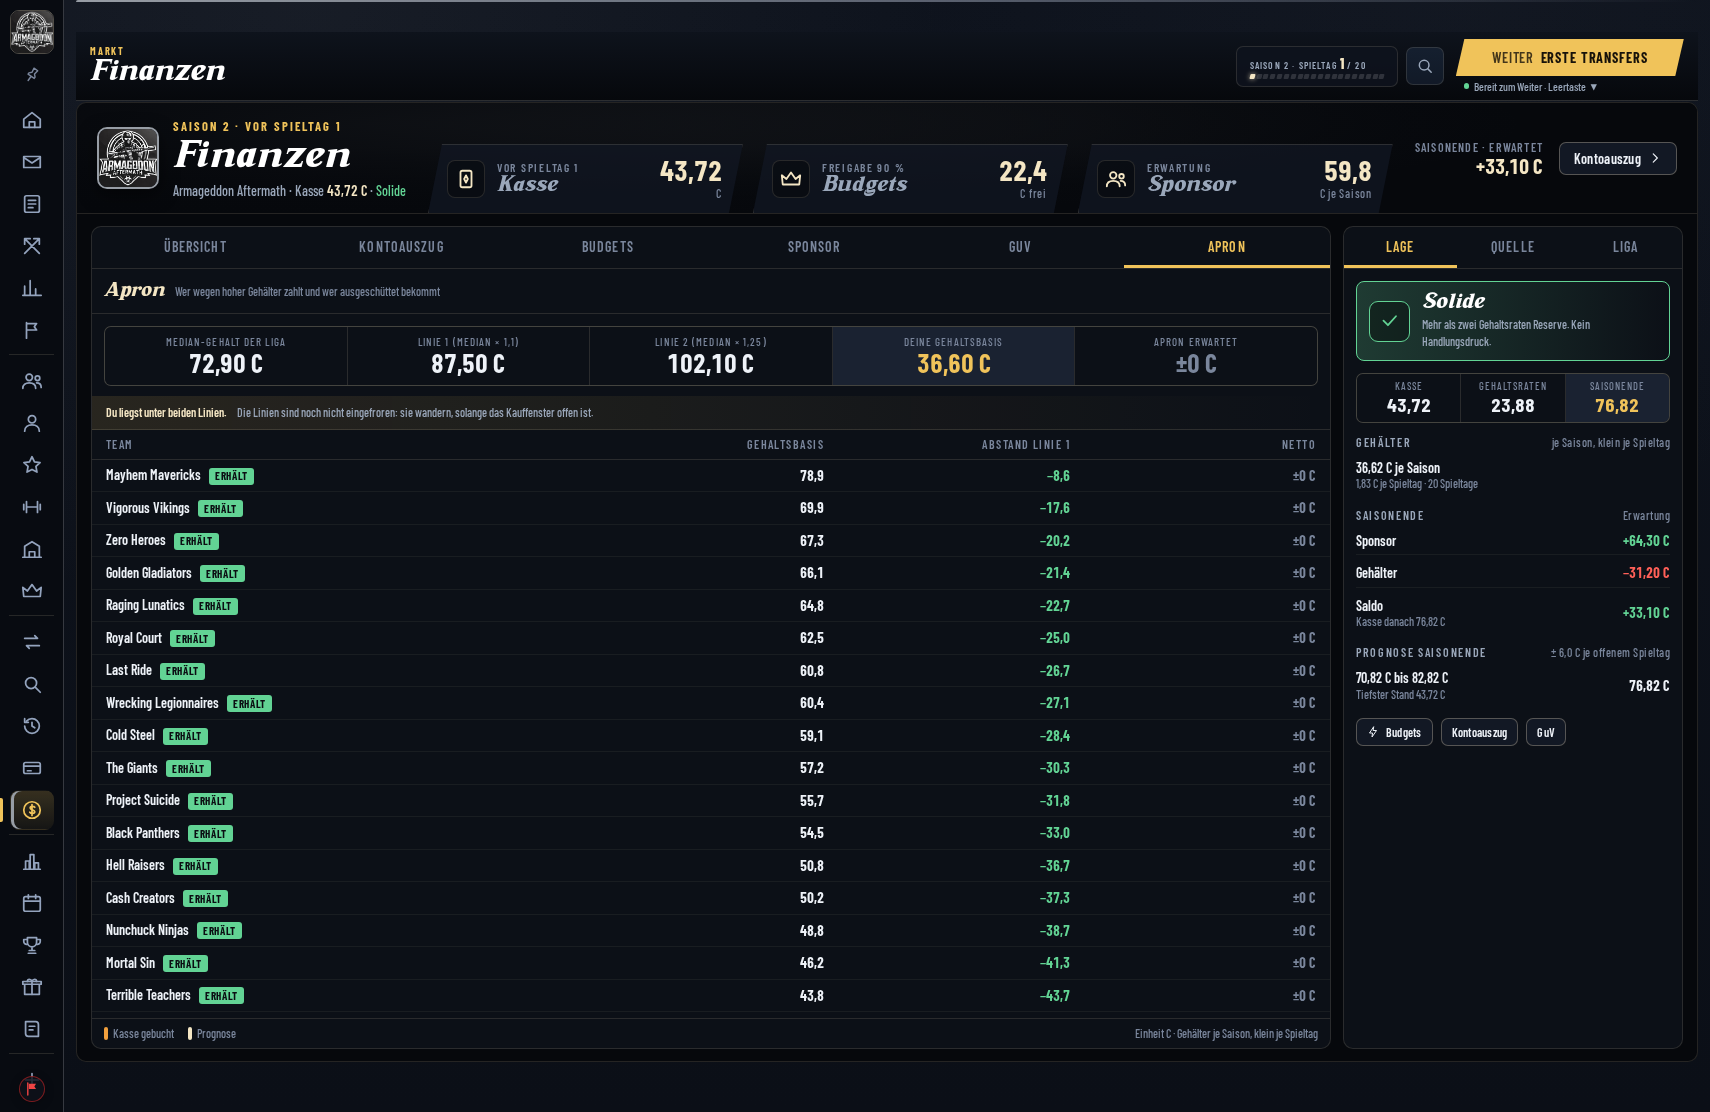 ARMAGEDDON
MARKT
Finanzen
SAISON 2 · SPIELTAG 1 / 20
WEITER ERSTE TRANSFERS
Bereit zum Weiter · Leertaste ▼
ARMAGEDDON
AFTERMATH
SAISON 2 · VOR SPIELTAG 1
Finanzen
Armageddon Aftermath · Kasse 43,72 C · Solide
VOR SPIELTAG 1
Kasse
43,72
C
FREIGABE 90 %
Budgets
22,4
C frei
ERWARTUNG
Sponsor
59,8
C je Saison
SAISONENDE · ERWARTET
+33,10 C
Kontoauszug
ÜBERSICHT KONTOAUSZUG BUDGETS SPONSOR GUV APRON
Apron Wer wegen hoher Gehälter zahlt und wer ausgeschüttet bekommt
MEDIAN-GEHALT DER LIGA
72,90 C
LINIE 1 (MEDIAN × 1,1)
87,50 C
LINIE 2 (MEDIAN × 1,25)
102,10 C
DEINE GEHALTSBASIS
36,60 C
APRON ERWARTET
±0 C
Du liegst unter beiden Linien. Die Linien sind noch nicht eingefroren: sie wandern, solange das Kauffenster offen ist.
TEAM GEHALTSBASIS ABSTAND LINIE 1 NETTO
Mayhem Mavericks ERHÄLT 78,9 −8,6 ±0 C
Vigorous Vikings ERHÄLT 69,9 −17,6 ±0 C
Zero Heroes ERHÄLT 67,3 −20,2 ±0 C
Golden Gladiators ERHÄLT 66,1 −21,4 ±0 C
Raging Lunatics ERHÄLT 64,8 −22,7 ±0 C
Royal Court ERHÄLT 62,5 −25,0 ±0 C
Last Ride ERHÄLT 60,8 −26,7 ±0 C
Wrecking Legionnaires ERHÄLT 60,4 −27,1 ±0 C
Cold Steel ERHÄLT 59,1 −28,4 ±0 C
The Giants ERHÄLT 57,2 −30,3 ±0 C
Project Suicide ERHÄLT 55,7 −31,8 ±0 C
Black Panthers ERHÄLT 54,5 −33,0 ±0 C
Hell Raisers ERHÄLT 50,8 −36,7 ±0 C
Cash Creators ERHÄLT 50,2 −37,3 ±0 C
Nunchuck Ninjas ERHÄLT 48,8 −38,7 ±0 C
Mortal Sin ERHÄLT 46,2 −41,3 ±0 C
Terrible Teachers ERHÄLT 43,8 −43,7 ±0 C
Kasse gebucht Prognose
Einheit C · Gehälter je Saison, klein je Spieltag
LAGE QUELLE LIGA
Solide
Mehr als zwei Gehaltsraten Reserve. Kein
Handlungsdruck.
KASSE
43,72
GEHALTSRATEN
23,88
SAISONENDE
76,82
GEHÄLTER je Saison, klein je Spieltag
36,62 C je Saison
1,83 C je Spieltag · 20 Spieltage
SAISONENDE Erwartung
Sponsor +64,30 C
Gehälter −31,20 C
Saldo +33,10 C
Kasse danach 76,82 C
PROGNOSE SAISONENDE ± 6,0 C je offenem Spieltag
70,82 C bis 82,82 C 76,82 C
Tiefster Stand 43,72 C
Budgets Kontoauszug GuV